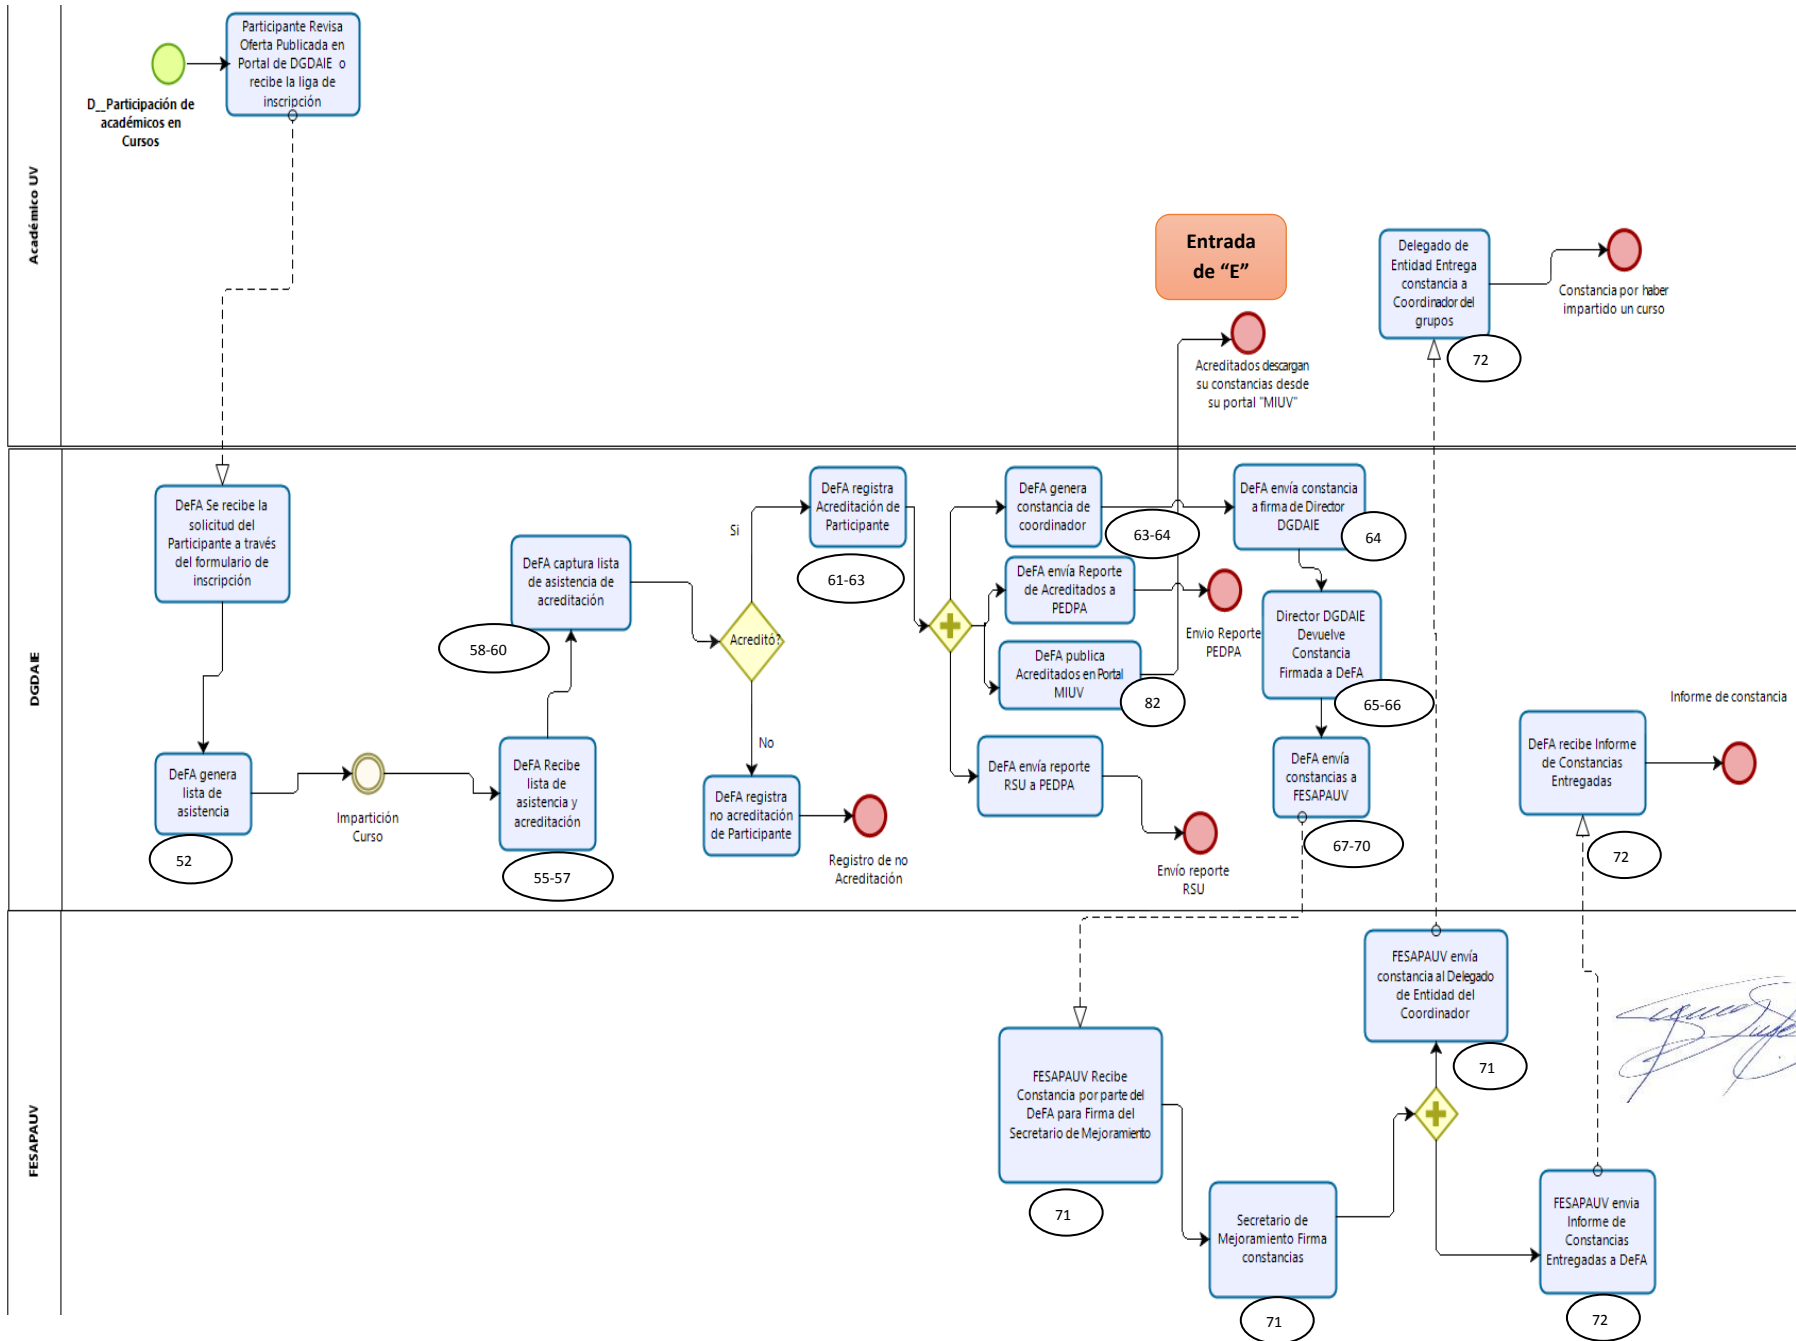 Académico UV
D__Participación de
académicos en
Cursos
Participante Revisa
Oferta Publicada en
Portal de DGDAIE o
recibe la liga de
inscripción
Entrada
de “E”
Acreditados descargan
su constancias desde
su portal "MIUV"
Delegado de
Entidad Entrega
constancia a
Coordinador del
grupos
72
Constancia por haber
impartido un curso
DGDAIE
DeFA Se recibe la
solicitud del
Participante a través
del formulario de
inscripción
DeFA genera
lista de
asistencia
52
Impartición
Curso
DeFA Recibe
lista de
asistencia y
acreditación
55-57
DeFA captura lista
de asistencia de
acreditación
58-60
Acreditó?
Si
No
DeFA registra
Acreditación de
Participante
61-63
DeFA registra
no acreditación
de Participante
Registro de no
Acreditación
DeFA genera
constancia de
coordinador
63-64
DeFA envía Reporte
de Acreditados a
PEDPA
Envio Reporte
PEDPA
DeFA publica
Acreditados en Portal
MIUV
82
DeFA envía reporte
RSU a PEDPA
Envío reporte
RSU
DeFA envía constancia
a firma de Director
DGDAIE
64
Director DGDAIE
Devuelve
Constancia
Firmada a DeFA
65-66
DeFA envía
constancias a
FESAPAUV
67-70
DeFA recibe Informe
de Constancias
Entregadas
72
Informe de constancia
FESAPAUV
FESAPAUV Recibe
Constancia por parte del
DeFA para Firma del
Secretario de Mejoramiento
71
Secretario de
Mejoramiento Firma
constancias
71
FESAPAUV envía
constancia al Delegado
de Entidad del
Coordinador
71
FESAPAUV envia
Informe de
Constancias
Entregadas a DeFA
72